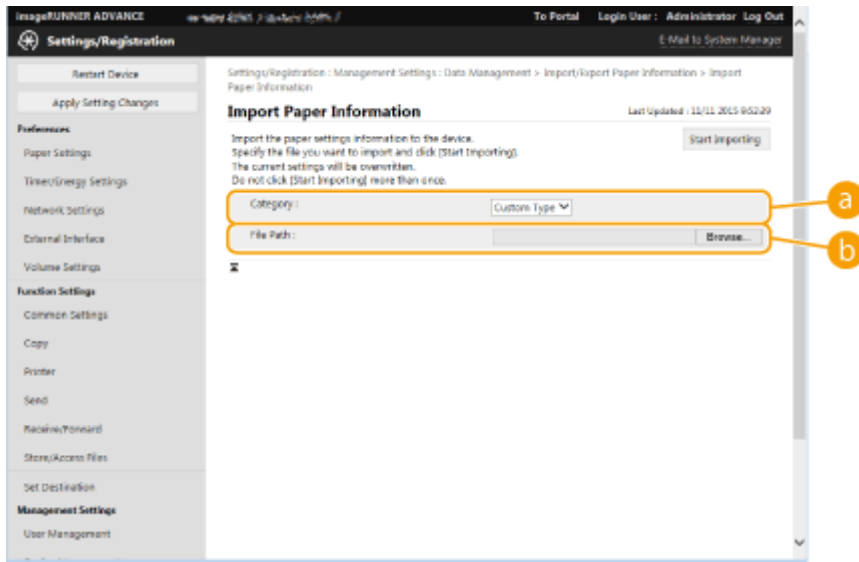 imageRUNNER ADVANCE
To Portal Login User : Administrator Log Out
Settings/Registration
E-Mail to System Manager
Restart Device
Apply Setting Changes
Preferences
Paper Settings
Timer/Energy Settings
Network Settings
External Interface
Volume Settings
Function Settings
Common Settings
Copy
Printer
Send
Receive/Forward
Store/Access Files
Set Destination
Management Settings
User Management
Settings/Registration : Management Settings : Data Management > Import/Export Paper Information > Import
Paper Information
Import Paper Information
Last Updated : 11/11 2015 9:52:29
Import the paper settings information to the device.
Specify the file you want to import and click [Start Importing].
The current settings will be overwritten.
Do not click [Start Importing] more than once.
Start Importing
Category :
Custom Type
a
File Path :
Browse...
b